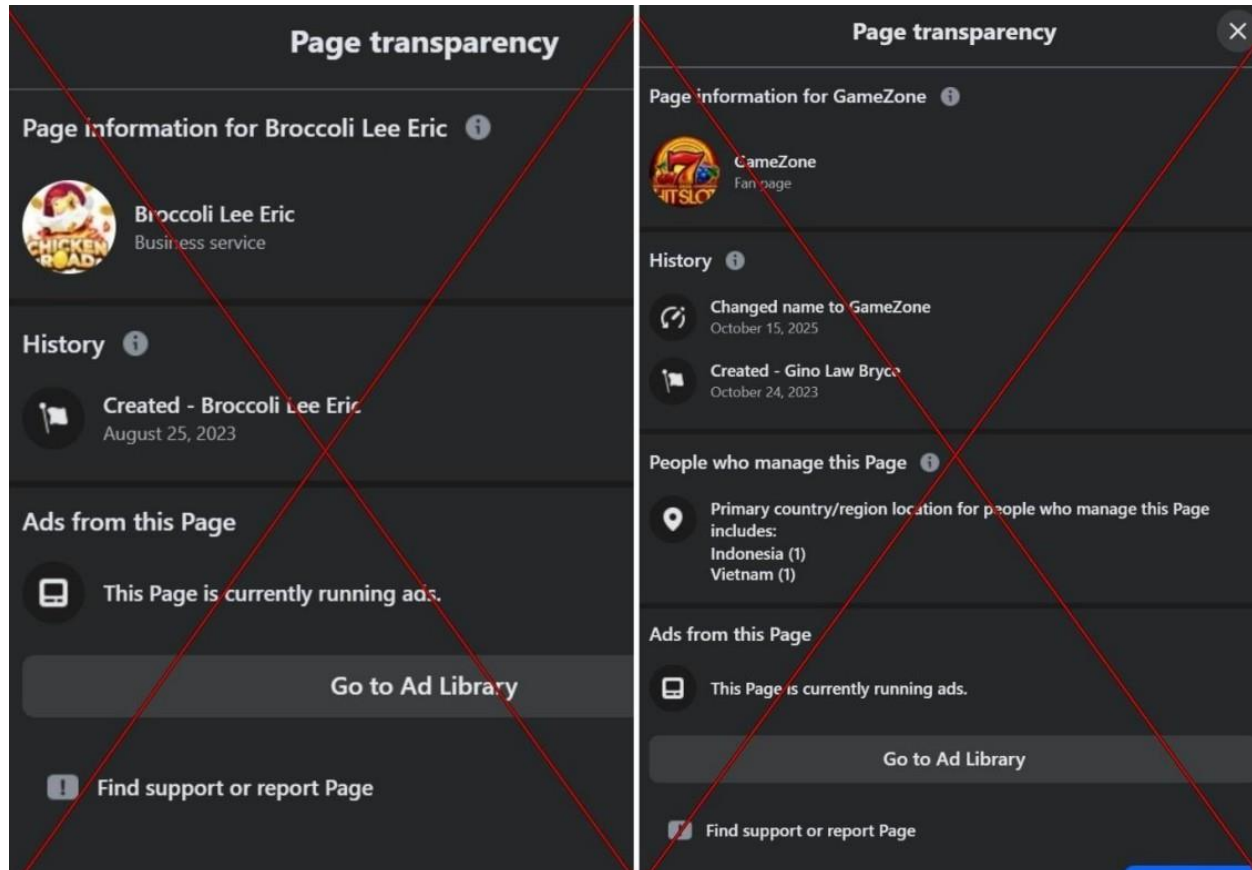 Page transparency
Page information for Broccoli Lee Eric
Broccoli Lee Eric
Business service
CHICKEN
ROAD
History
Created - Broccoli Lee Eric
August 25, 2023
Ads from this Page
This Page is currently running ads.
Go to Ad Library
Find support or report Page
Page transparency
Page information for GameZone
GameZone
Fan page
7
HIT SLOT
History
Changed name to GameZone
October 15, 2025
Created - Gino Law Bryce
October 24, 2023
People who manage this Page
Primary country/region location for people who manage this Page
includes:
Indonesia (1)
Vietnam (1)
Ads from this Page
This Page is currently running ads.
Go to Ad Library
Find support or report Page